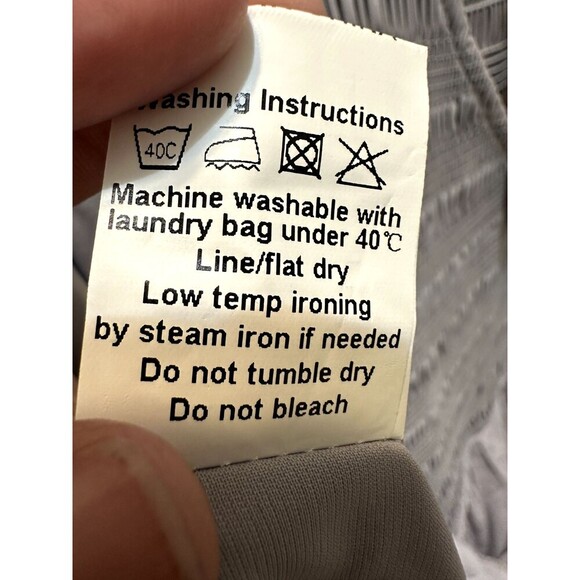 Washing Instructions
40C
Machine washable with
laundry bag under 40℃
Line/flat dry
Low temp ironing
by steam iron if needed
Do not tumble dry
Do not bleach